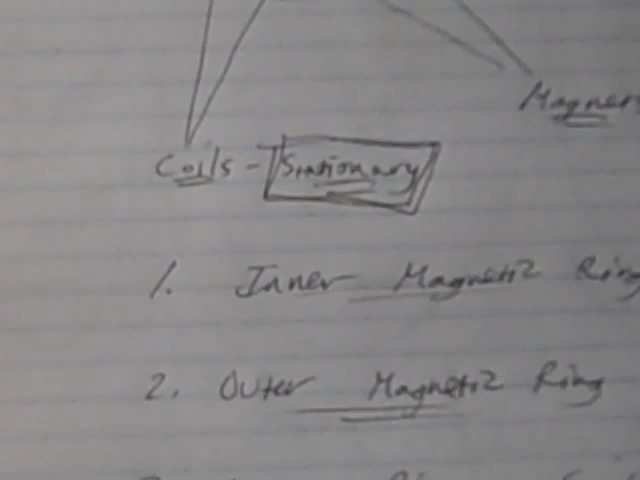 Magnets
Coils - Stationary
1. Inner Magnetic Ring
2. Outer Magnetic Ring